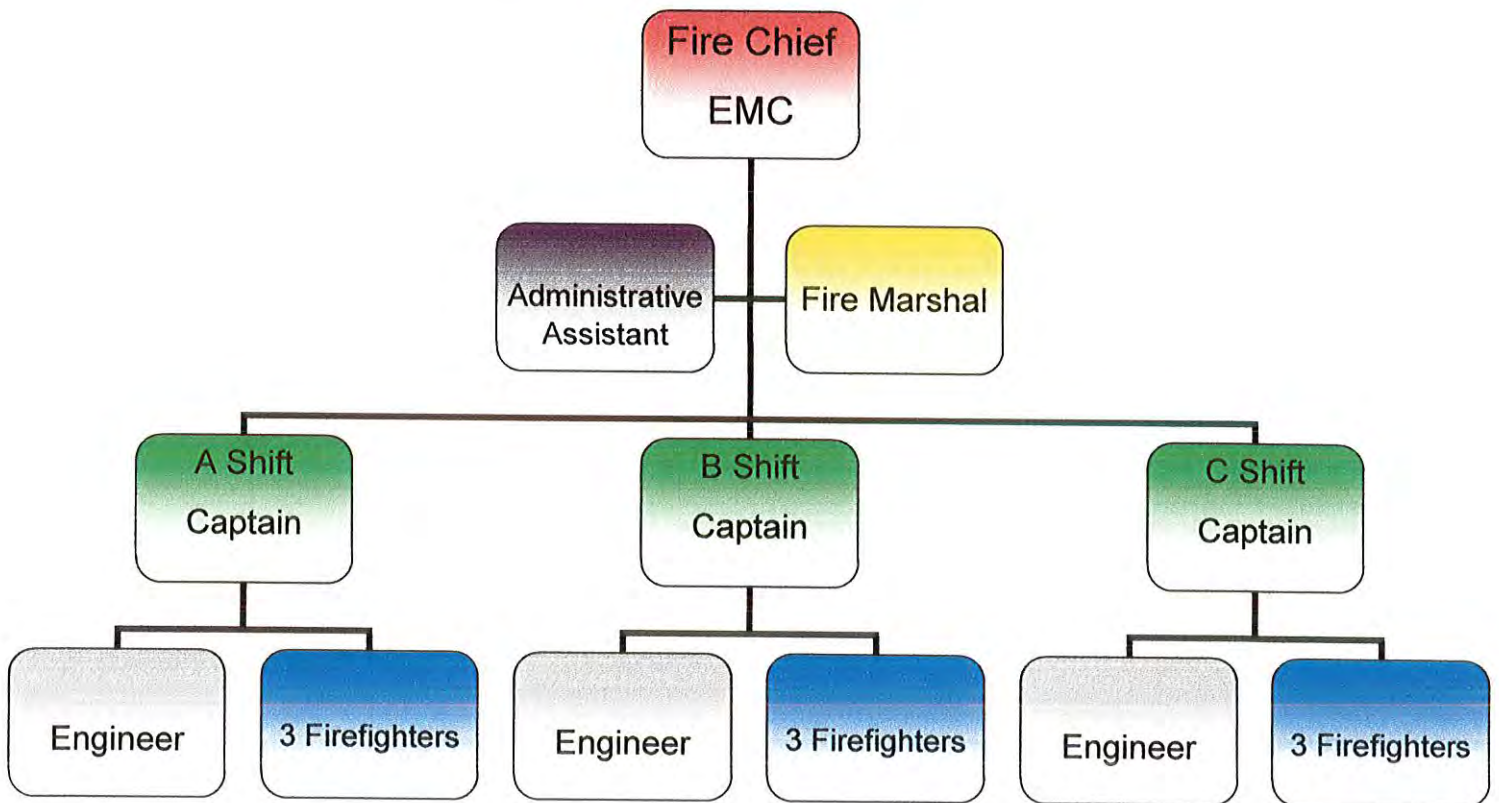 Fire Chief
EMC
Administrative
Assistant
Fire Marshal
A Shift
Captain
B Shift
Captain
C Shift
Captain
Engineer
3 Firefighters
Engineer
3 Firefighters
Engineer
3 Firefighters